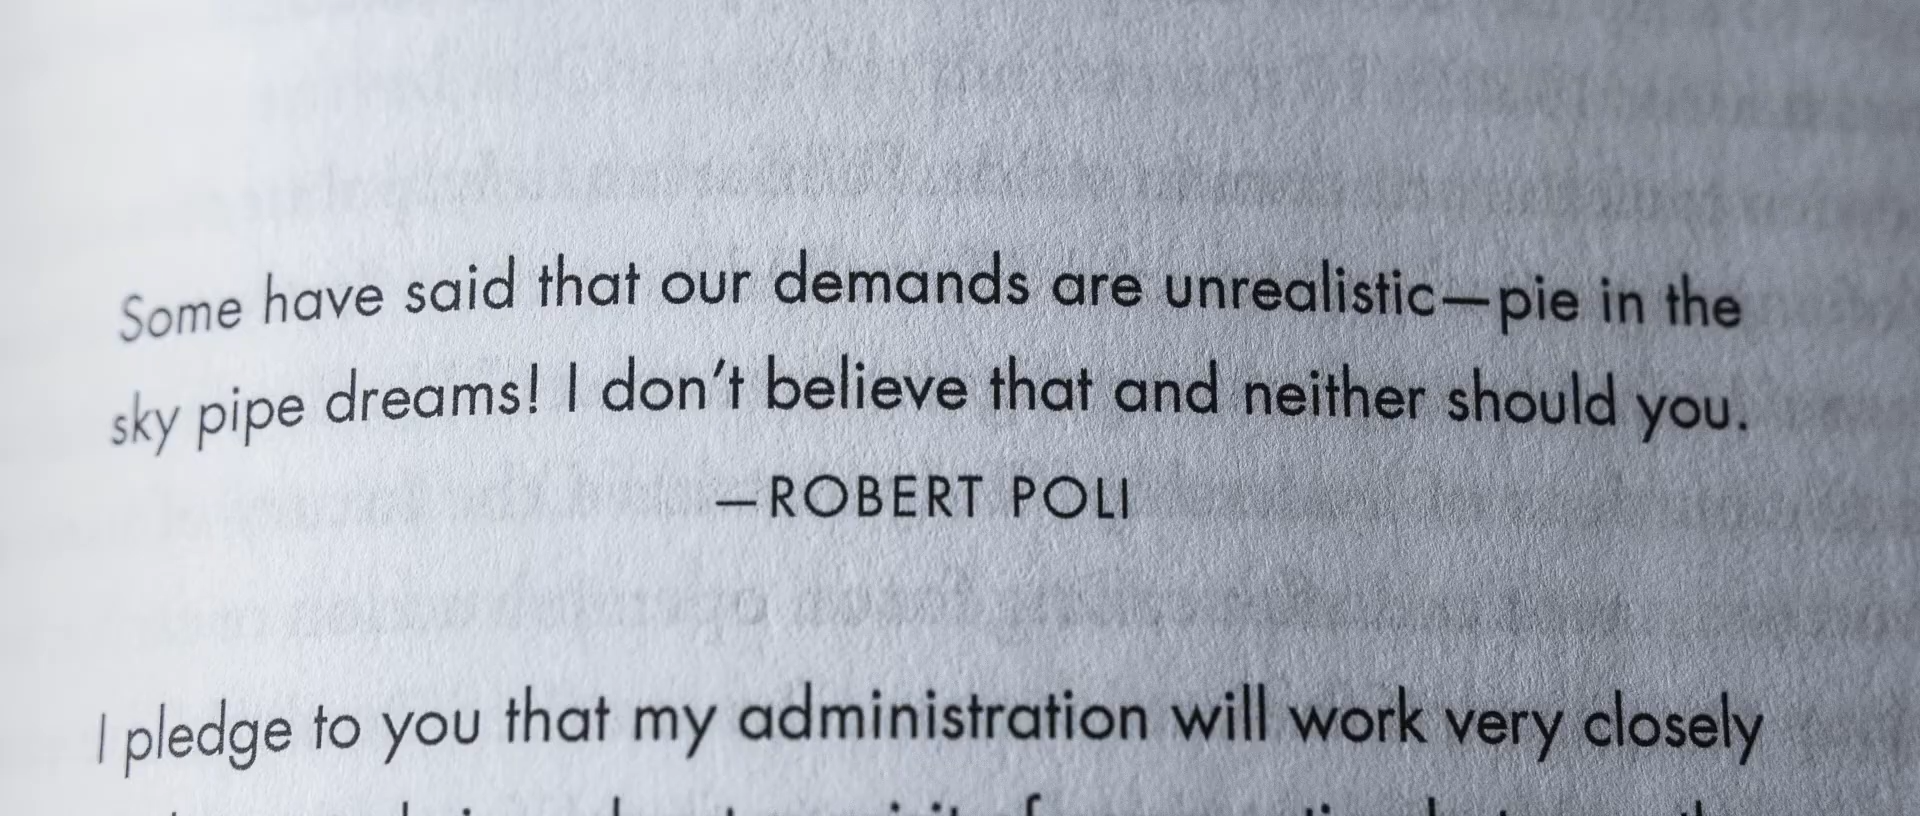 Some have said that our demands are unrealistic—pie in the
sky pipe dreams! I don't believe that and neither should you.
—ROBERT POLI
I pledge to you that my administration will work very closely